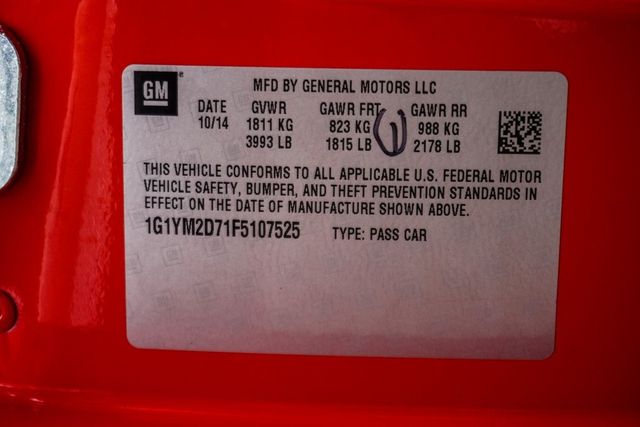 GM
MFD BY GENERAL MOTORS LLC
DATE GVWR GAWR FRT GAWR RR
10/14 1811 KG 823 KG 988 KG
3993 LB 1815 LB 2178 LB
THIS VEHICLE CONFORMS TO ALL APPLICABLE U.S. FEDERAL MOTOR
VEHICLE SAFETY, BUMPER, AND THEFT PREVENTION STANDARDS IN
EFFECT ON THE DATE OF MANUFACTURE SHOWN ABOVE.
1G1YM2D71F5107525 TYPE: PASS CAR